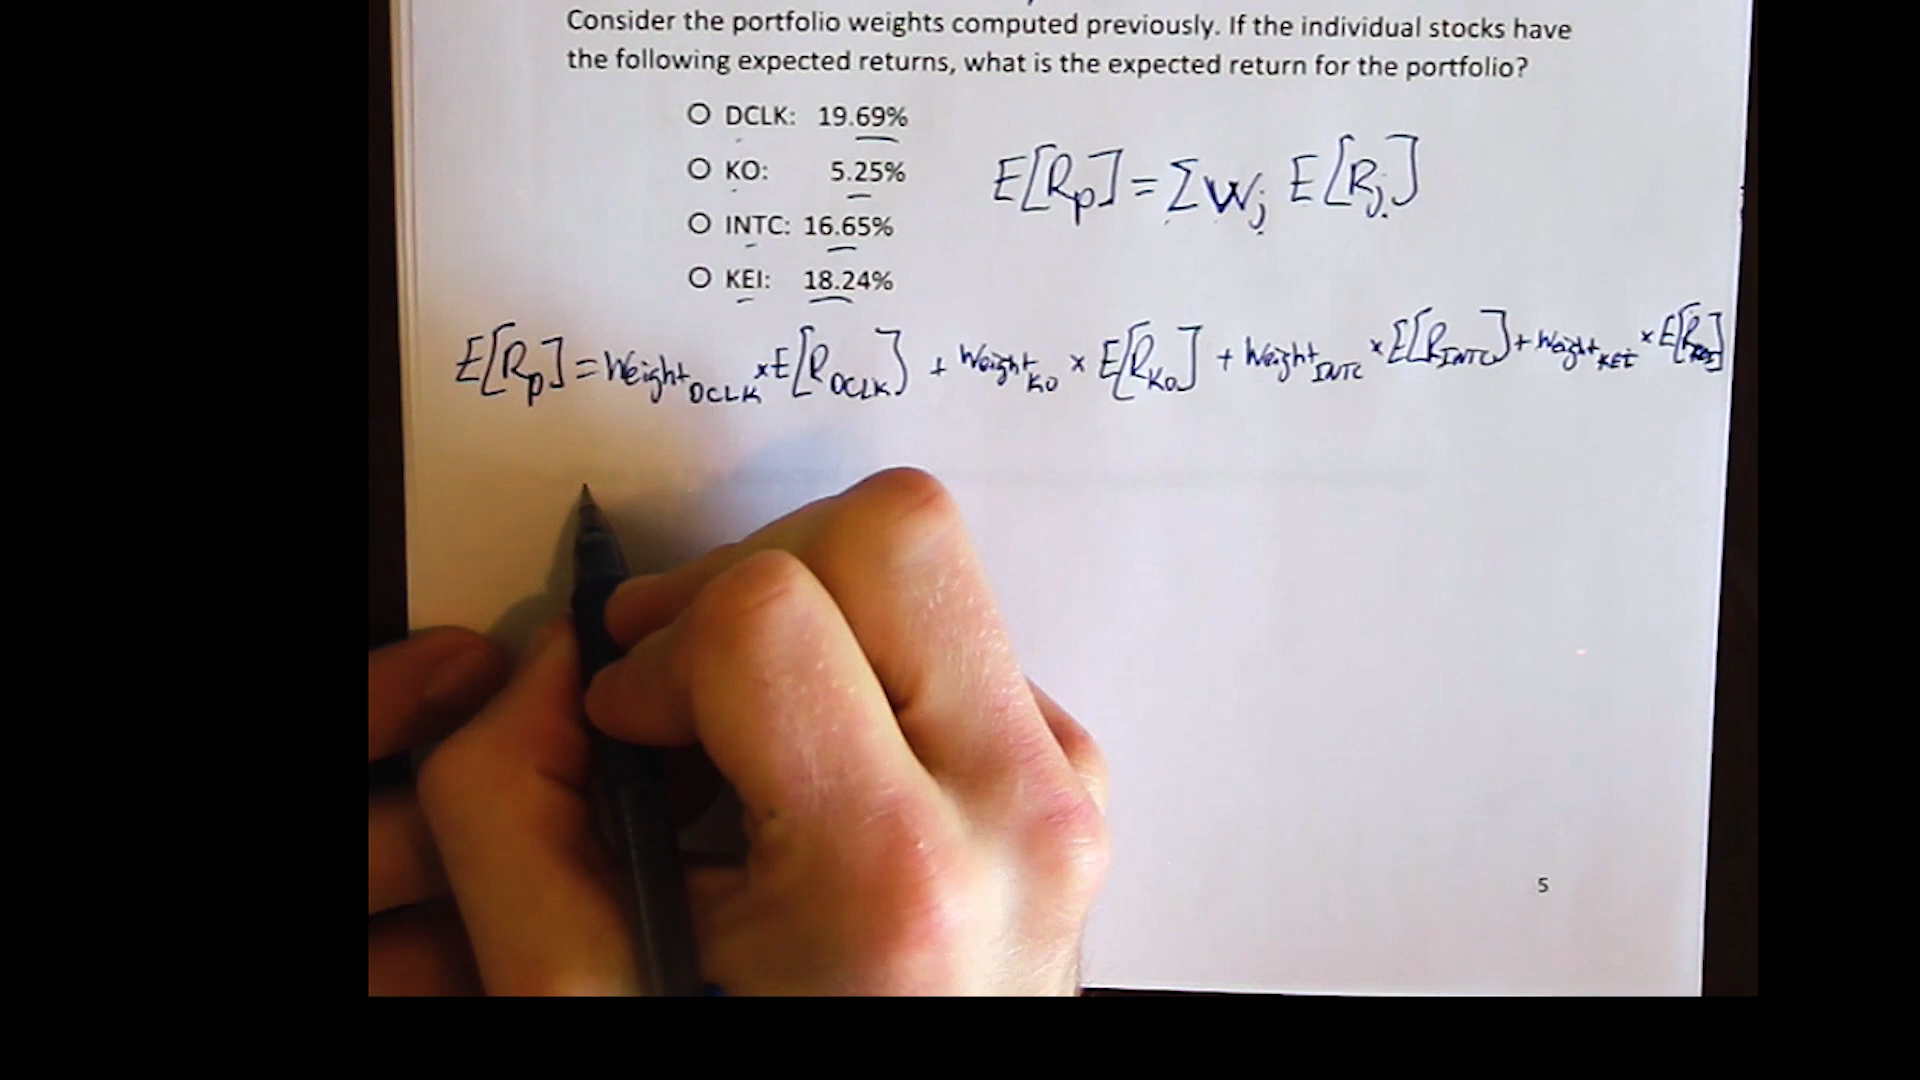 Consider the portfolio weights computed previously. If the individual stocks have
the following expected returns, what is the expected return for the portfolio?
DCLK: 19.69%
KO: 5.25%
INTC: 16.65%
KEI: 18.24%
E[Rp] = Σ Wj E[Rj]
E[Rp] = Weight DCLK × E[R DCLK] + Weight KO × E[R KO] + Weight INTC × E[R INTC] + Weight KEI × E[R KEI]
5